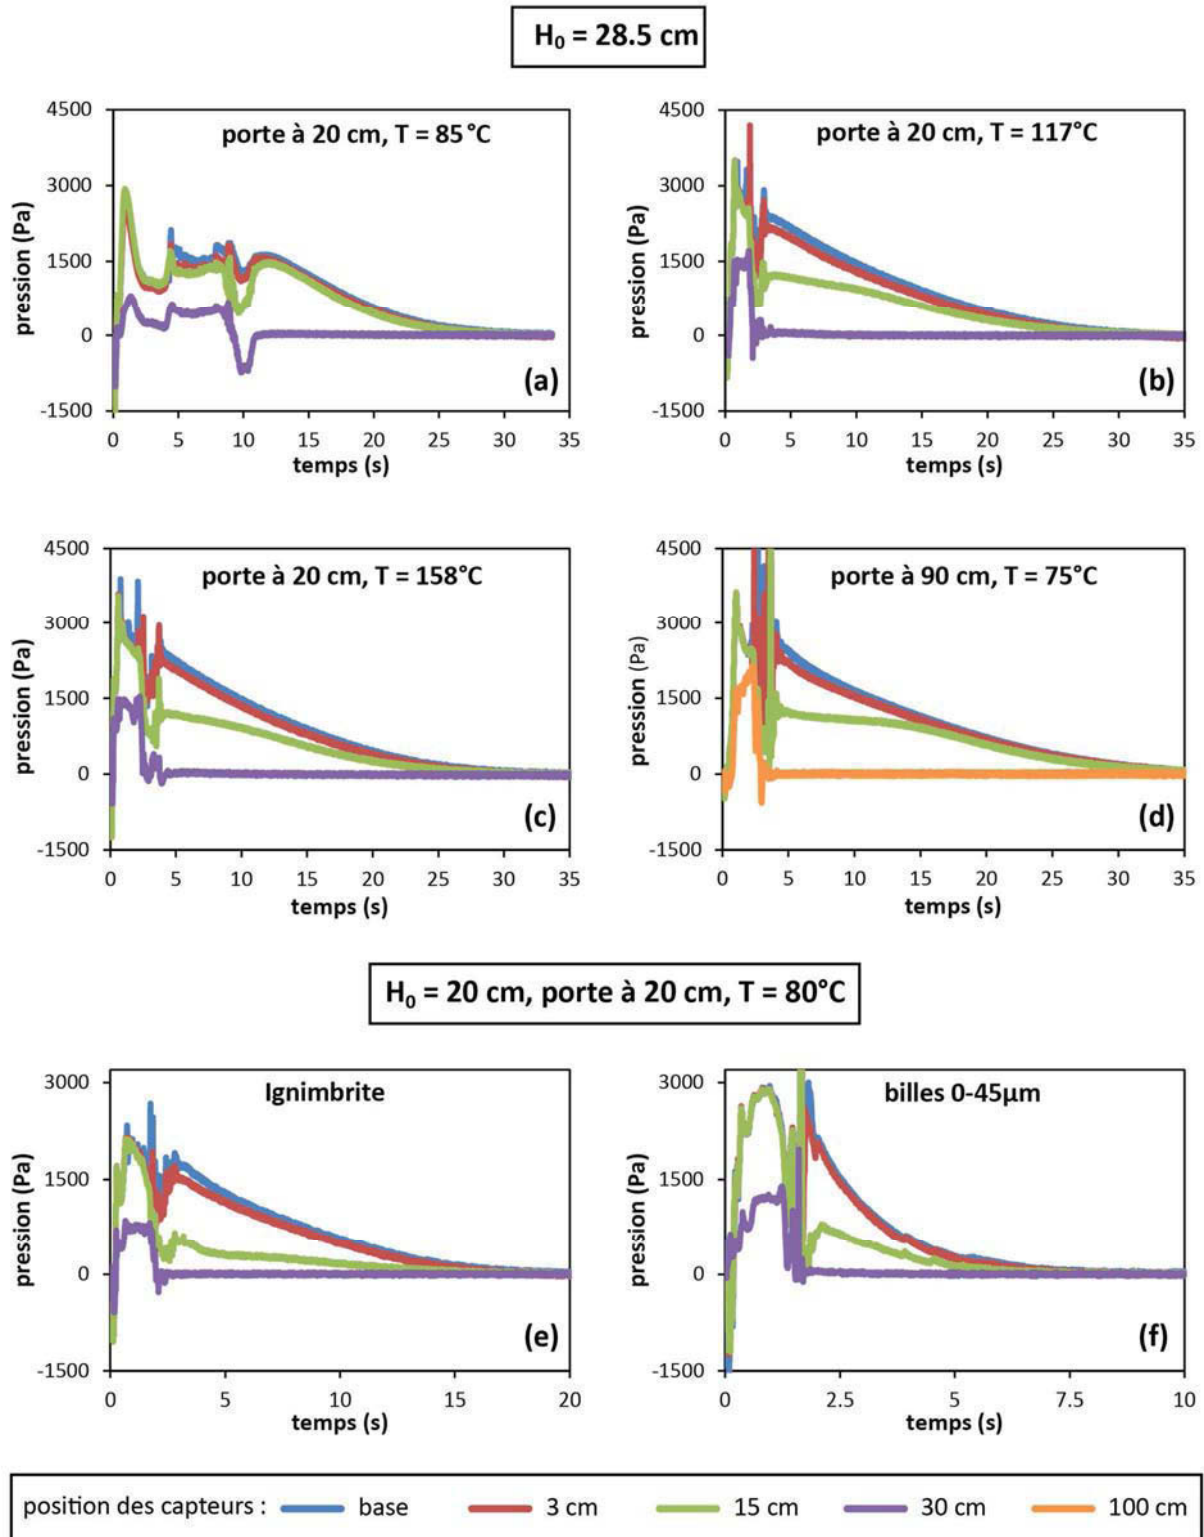 H₀ = 28.5 cm
porte à 20 cm, T = 85°C
4500
3000
1500
0
-1500
pression (Pa)
(a)
0 5 10 15 20 25 30 35
temps (s)
porte à 20 cm, T = 117°C
4500
3000
1500
0
-1500
pression (Pa)
(b)
0 5 10 15 20 25 30 35
temps (s)
porte à 20 cm, T = 158°C
4500
3000
1500
0
-1500
pression (Pa)
(c)
0 5 10 15 20 25 30 35
temps (s)
porte à 90 cm, T = 75°C
4500
3000
1500
0
-1500
pression (Pa)
(d)
0 5 10 15 20 25 30 35
temps (s)
H₀ = 20 cm, porte à 20 cm, T = 80°C
Ignimbrite
3000
1500
0
-1500
pression (Pa)
(e)
0 5 10 15 20
temps (s)
billes 0-45µm
3000
1500
0
-1500
pression (Pa)
(f)
0 2.5 5 7.5 10
temps (s)
position des capteurs : base 3 cm 15 cm 30 cm 100 cm